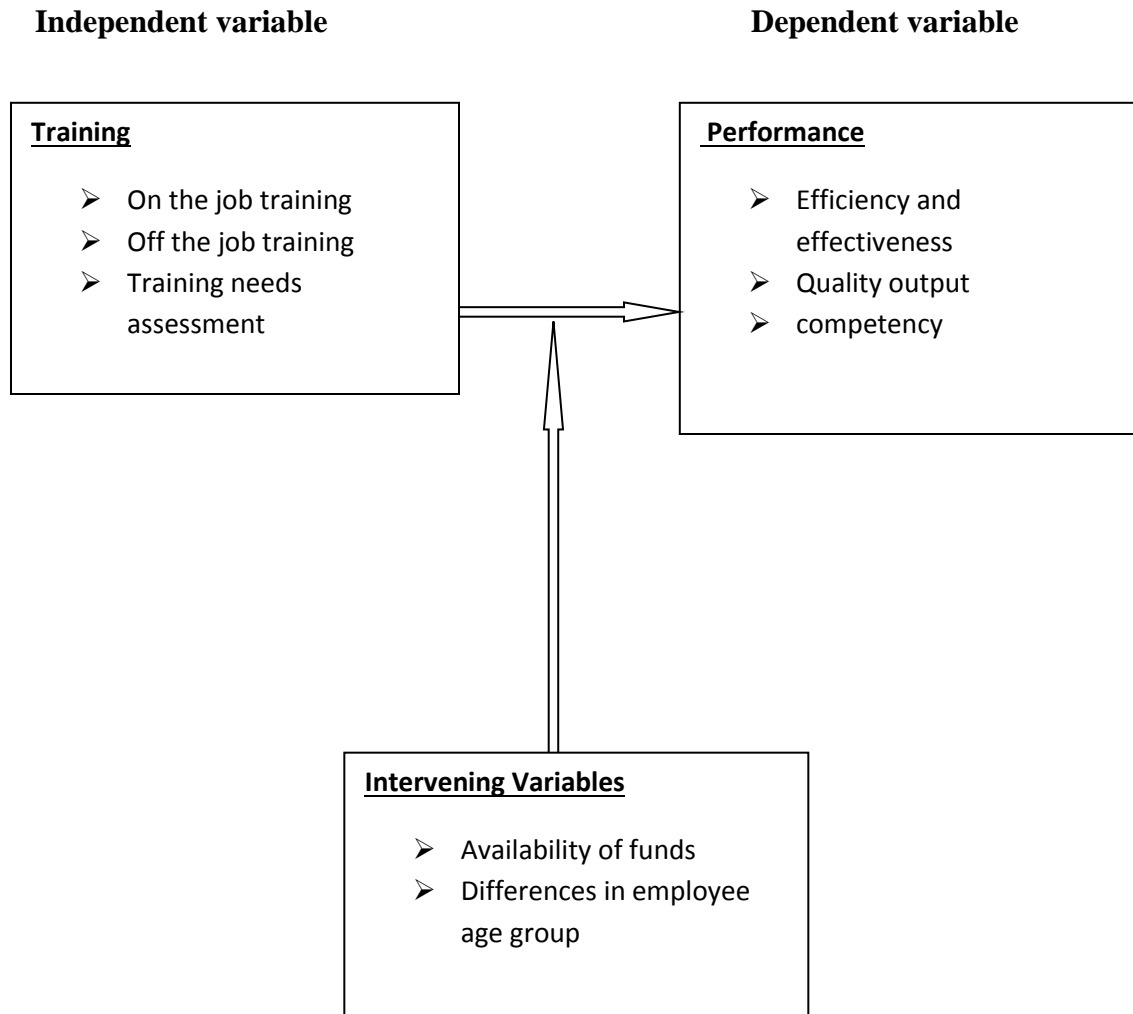 Independent variable
Dependent variable
Training
➢ On the job training
➢ Off the job training
➢ Training needs
assessment
Performance
➢ Efficiency and
effectiveness
➢ Quality output
➢ competency
Intervening Variables
➢ Availability of funds
➢ Differences in employee
age group